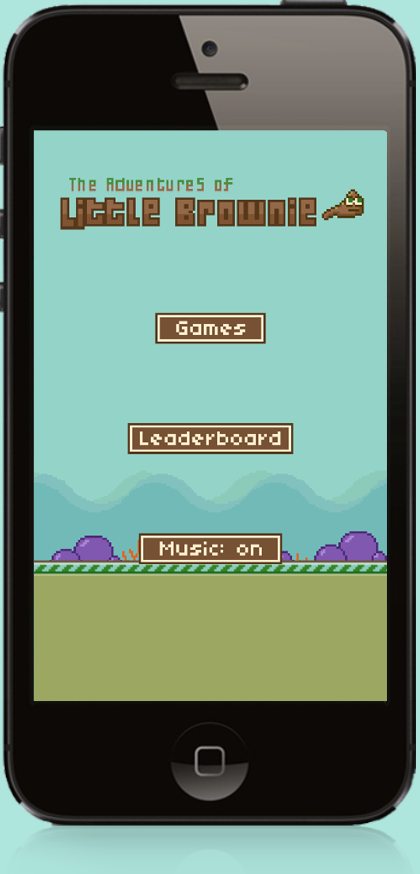 The Adventures of
Little Brownie
Games
Leaderboard
Music: on